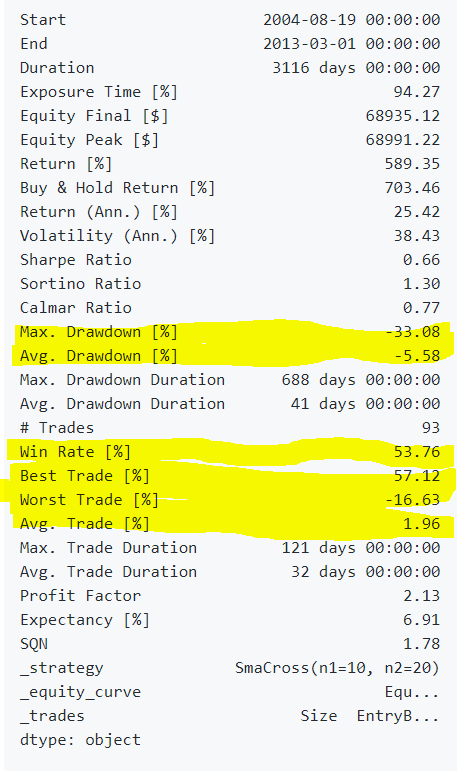 Start 2004-08-19 00:00:00
End 2013-03-01 00:00:00
Duration 3116 days 00:00:00
Exposure Time [%] 94.27
Equity Final [$] 68935.12
Equity Peak [$] 68991.22
Return [%] 589.35
Buy & Hold Return [%] 703.46
Return (Ann.) [%] 25.42
Volatility (Ann.) [%] 38.43
Sharpe Ratio 0.66
Sortino Ratio 1.30
Calmar Ratio 0.77
Max. Drawdown [%] -33.08
Avg. Drawdown [%] -5.58
Max. Drawdown Duration 688 days 00:00:00
Avg. Drawdown Duration 41 days 00:00:00
# Trades 93
Win Rate [%] 53.76
Best Trade [%] 57.12
Worst Trade [%] -16.63
Avg. Trade [%] 1.96
Max. Trade Duration 121 days 00:00:00
Avg. Trade Duration 32 days 00:00:00
Profit Factor 2.13
Expectancy [%] 6.91
SQN 1.78
_strategy SmaCross(n1=10, n2=20)
_equity_curve Equ...
_trades Size EntryB...
dtype: object